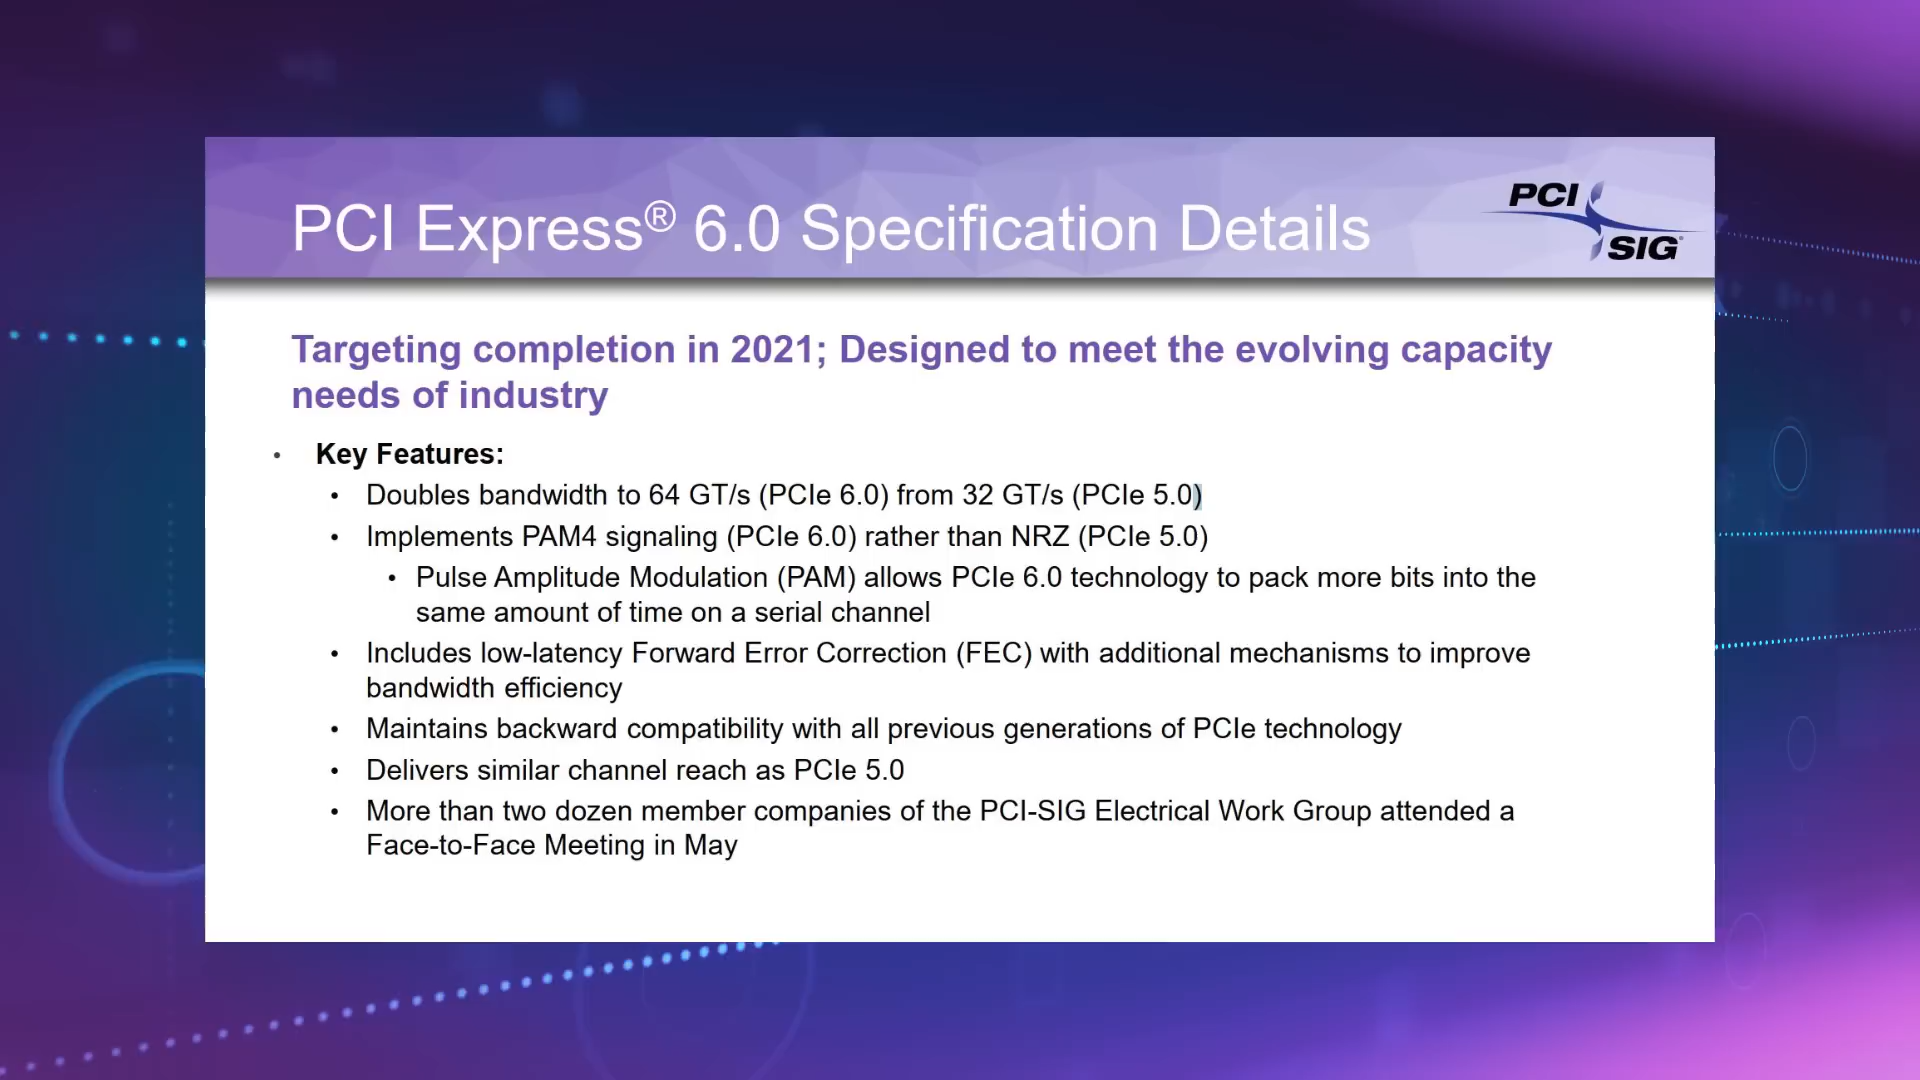 PCI Express® 6.0 Specification Details
PCI
SIG®
Targeting completion in 2021; Designed to meet the evolving capacity
needs of industry
• Key Features:
• Doubles bandwidth to 64 GT/s (PCIe 6.0) from 32 GT/s (PCIe 5.0)
• Implements PAM4 signaling (PCIe 6.0) rather than NRZ (PCIe 5.0)
• Pulse Amplitude Modulation (PAM) allows PCIe 6.0 technology to pack more bits into the
same amount of time on a serial channel
• Includes low-latency Forward Error Correction (FEC) with additional mechanisms to improve
bandwidth efficiency
• Maintains backward compatibility with all previous generations of PCIe technology
• Delivers similar channel reach as PCIe 5.0
• More than two dozen member companies of the PCI-SIG Electrical Work Group attended a
Face-to-Face Meeting in May